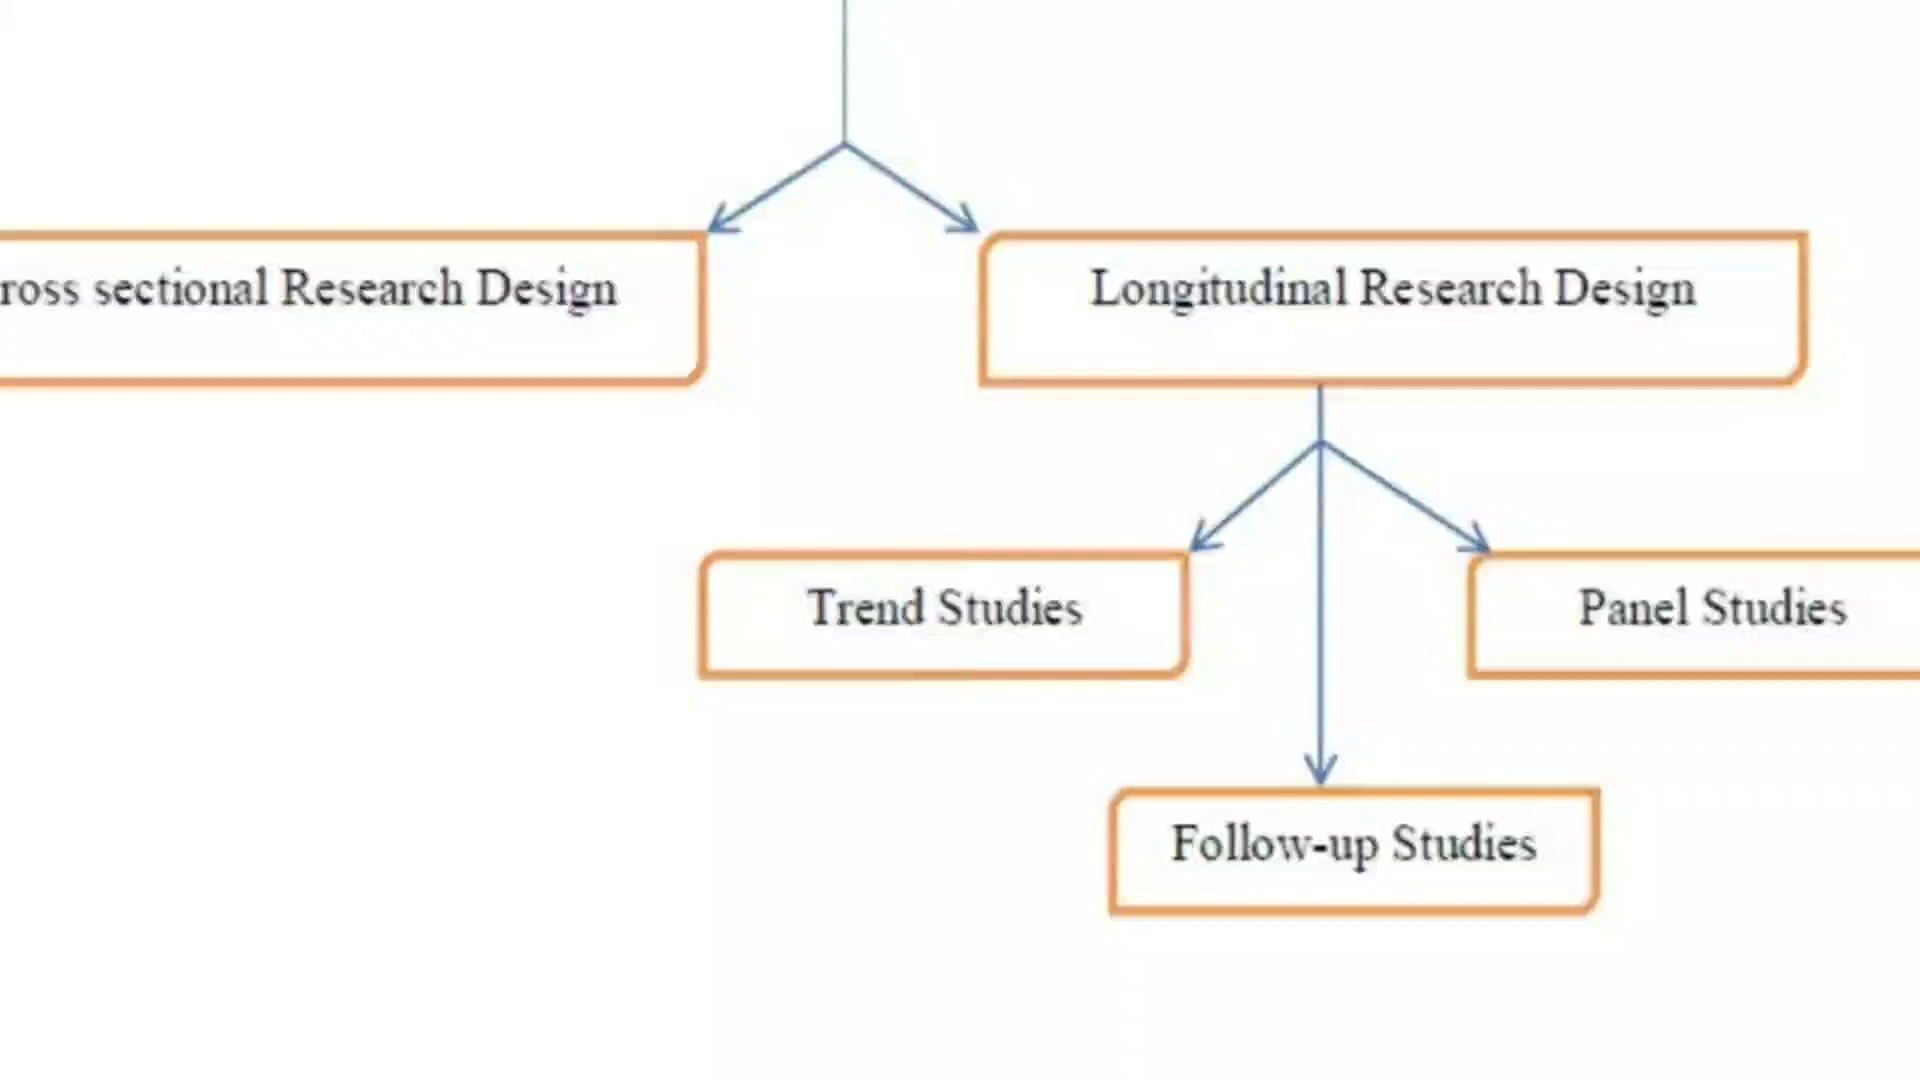 ross sectional Research Design
Longitudinal Research Design
Trend Studies
Panel Studies
Follow-up Studies